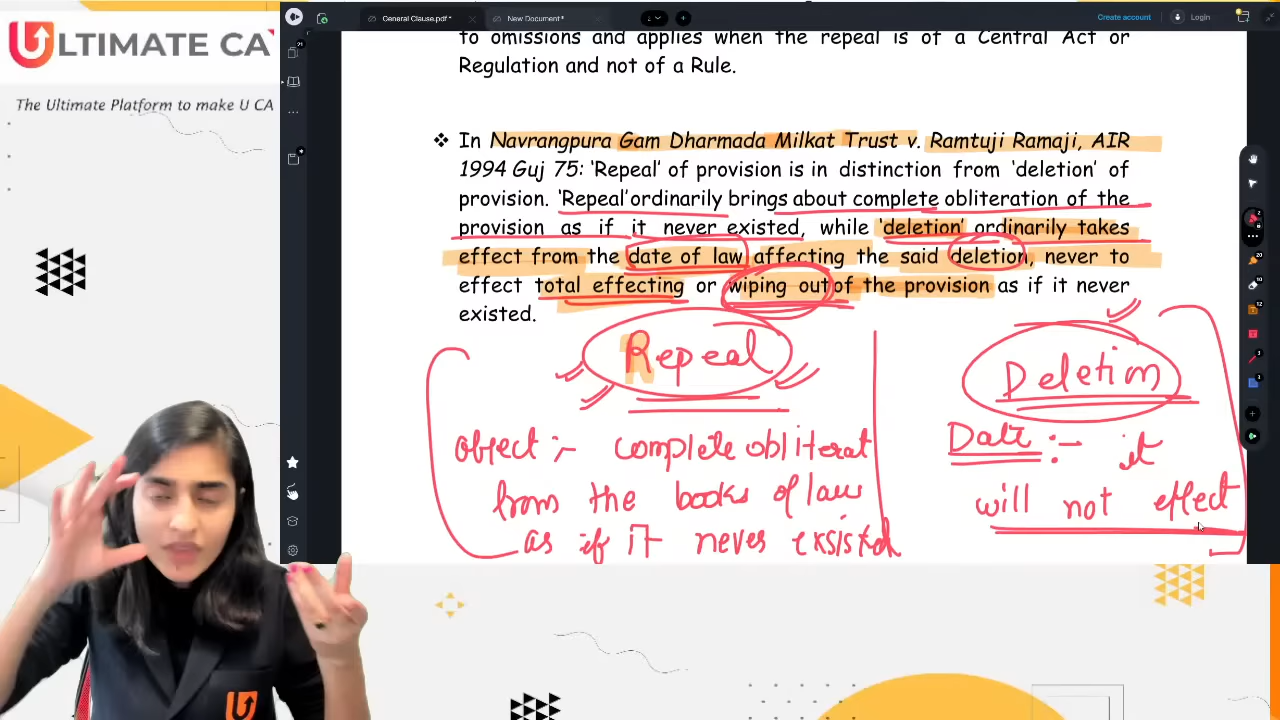 ULTIMATE CA
The Ultimate Platform to make U CA
General Clause.pdf *
New Document*
2
Create account
Login
21
to omissions and applies when the repeal is of a Central Act or
Regulation and not of a Rule.
❖ In Navrangpura Gam Dharmada Milkat Trust v. Ramtuji Ramaji, AIR
1994 Guj 75: ‘Repeal’ of provision is in distinction from ‘deletion’ of
provision. ‘Repeal’ordinarily brings about complete obliteration of the
provision as if it never existed, while ‘deletion’ ordinarily takes
effect from the date of law affecting the said deletion, never to
effect total effecting or wiping out of the provision as if it never
existed.
Repeal
Deletion
object :- complete obliterat
from the books of law
as if it never exsisted
Date :- it
will not effect